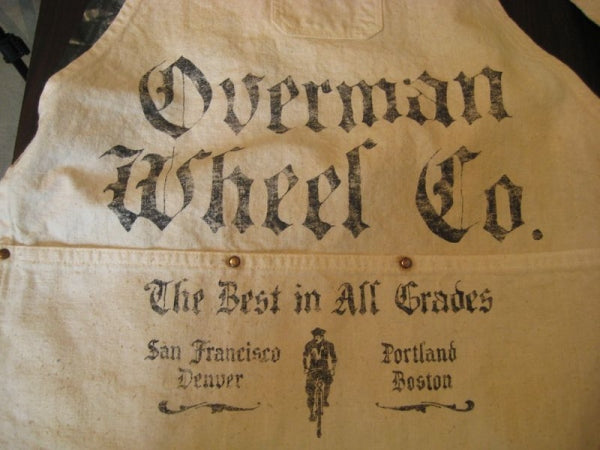 Overman
Wheel Co.
The Best in All Grades
San Francisco
Denver
Portland
Boston